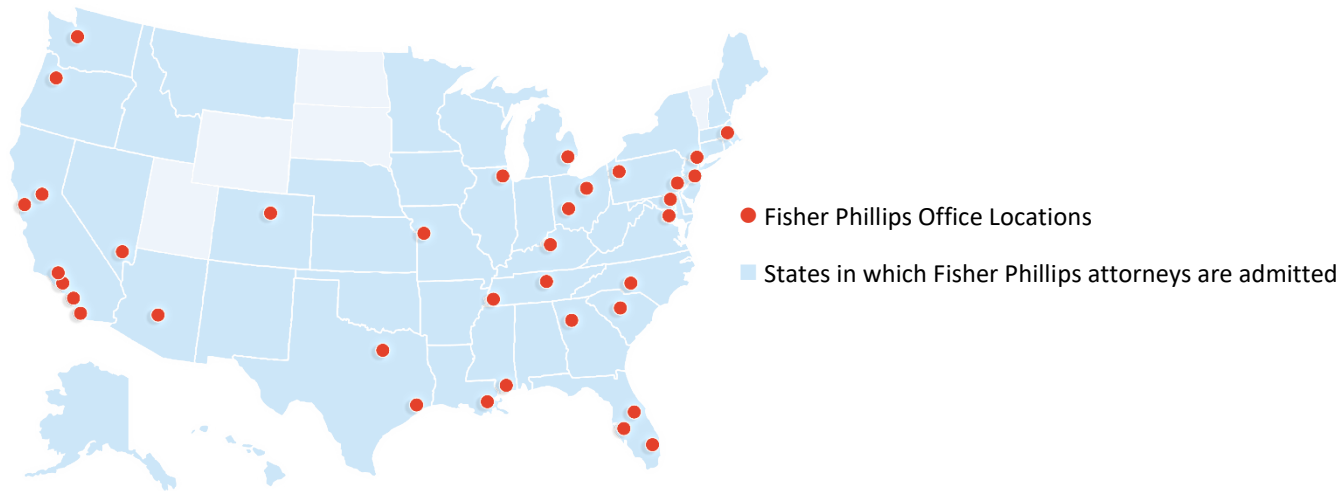 Fisher Phillips Office Locations
States in which Fisher Phillips attorneys are admitted